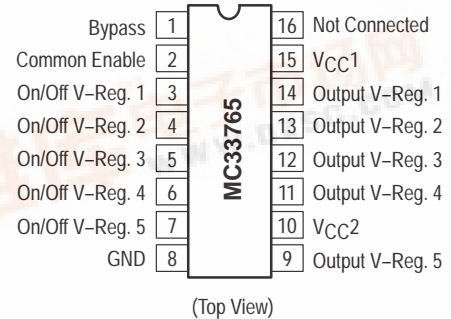 Bypass 1 16 Not Connected
Common Enable 2 15 VCC1
On/Off V–Reg. 1 3 14 Output V–Reg. 1
On/Off V–Reg. 2 4 13 Output V–Reg. 2
On/Off V–Reg. 3 5 12 Output V–Reg. 3
On/Off V–Reg. 4 6 11 Output V–Reg. 4
On/Off V–Reg. 5 7 10 VCC2
GND 8 9 Output V–Reg. 5
MC33765
(Top View)